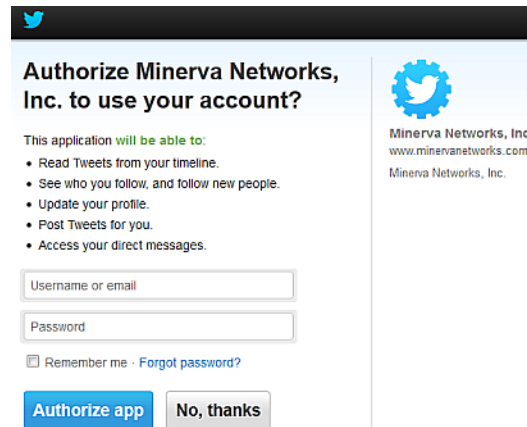 Authorize Minerva Networks,
Inc. to use your account?
This application will be able to:
• Read Tweets from your timeline.
• See who you follow, and follow new people.
• Update your profile.
• Post Tweets for you.
• Access your direct messages.
Username or email
Password
Remember me · Forgot password?
Authorize app
No, thanks
Minerva Networks, Inc
www.minervanetworks.com
Minerva Networks, Inc.